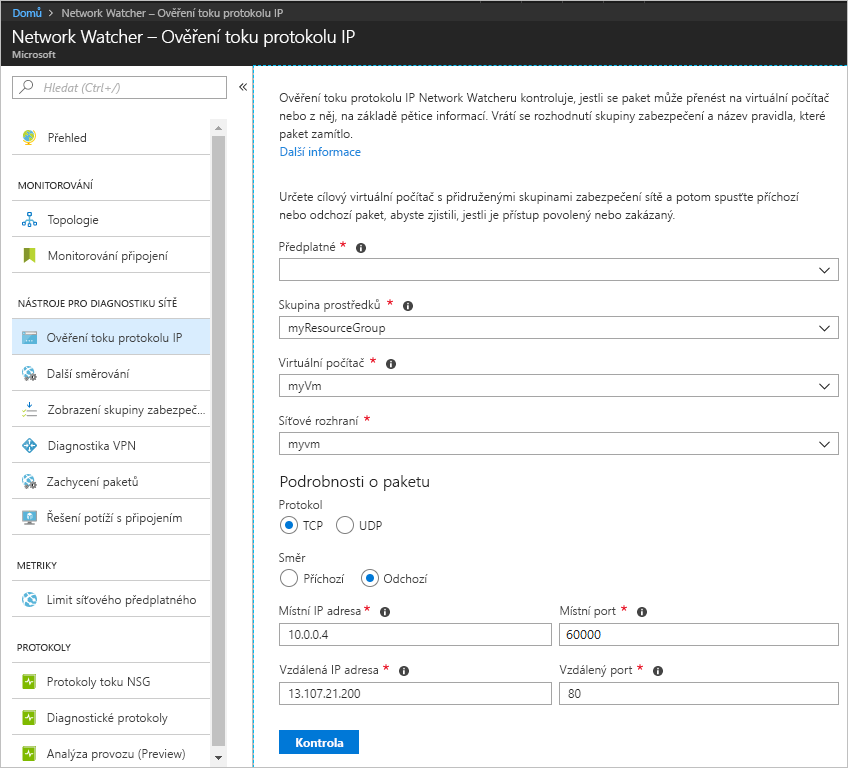 Domů > Network Watcher – Ověření toku protokolu IP
Network Watcher – Ověření toku protokolu IP
Microsoft
Hledat (Ctrl+/)
«
Přehled
MONITOROVÁNÍ
Topologie
Monitorování připojení
NÁSTROJE PRO DIAGNOSTIKU SÍTĚ
Ověření toku protokolu IP
Další směrování
Zobrazení skupiny zabezpeč...
Diagnostika VPN
Zachycení paketů
Řešení potíží s připojením
METRIKY
Limit síťového předplatného
PROTOKOLY
Protokoly toku NSG
Diagnostické protokoly
Analýza provozu (Preview)
Ověření toku protokolu IP Network Watcheru kontroluje, jestli se paket může přenést na virtuální počítač
nebo z něj, na základě pětice informací. Vrátí se rozhodnutí skupiny zabezpečení a název pravidla, které
paket zamítlo.
Další informace
Určete cílový virtuální počítač s přidruženými skupinami zabezpečení sítě a potom spusťte příchozí
nebo odchozí paket, abyste zjistili, jestli je přístup povolený nebo zakázaný.
Předplatné *
Skupina prostředků *
myResourceGroup
Virtuální počítač *
myVm
Síťové rozhraní *
myvm
Podrobnosti o paketu
Protokol
TCP UDP
Směr
Příchozí Odchozí
Místní IP adresa * Místní port *
10.0.0.4 60000
Vzdálená IP adresa * Vzdálený port *
13.107.21.200 80
Kontrola